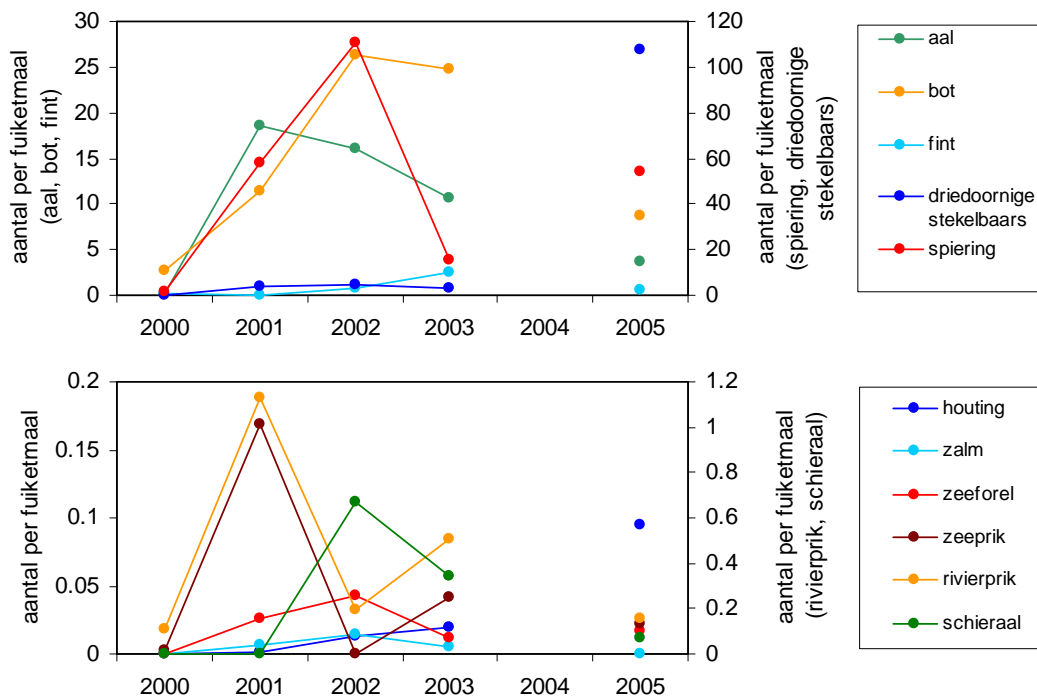 aantal per fuiketmaal
(aal, bot, fint)
30
25
20
15
10
5
0
120
100
80
60
40
20
0
aantal per fuiketmaal
(spiering, driedoornige
stekelbaars)
2000 2001 2002 2003 2004 2005
aal
bot
fint
driedoornige
stekelbaars
spiering
aantal per fuiketmaal
0.2
0.15
0.1
0.05
0
1.2
1
0.8
0.6
0.4
0.2
0
aantal per fuiketmaal
(rivierprik, schieraal)
2000 2001 2002 2003 2004 2005
houting
zalm
zeeforel
zeeprik
rivierprik
schieraal